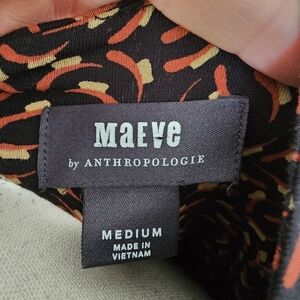 MAEVE
by ANTHROPOLOGIE
MEDIUM
MADE IN
VIETNAM